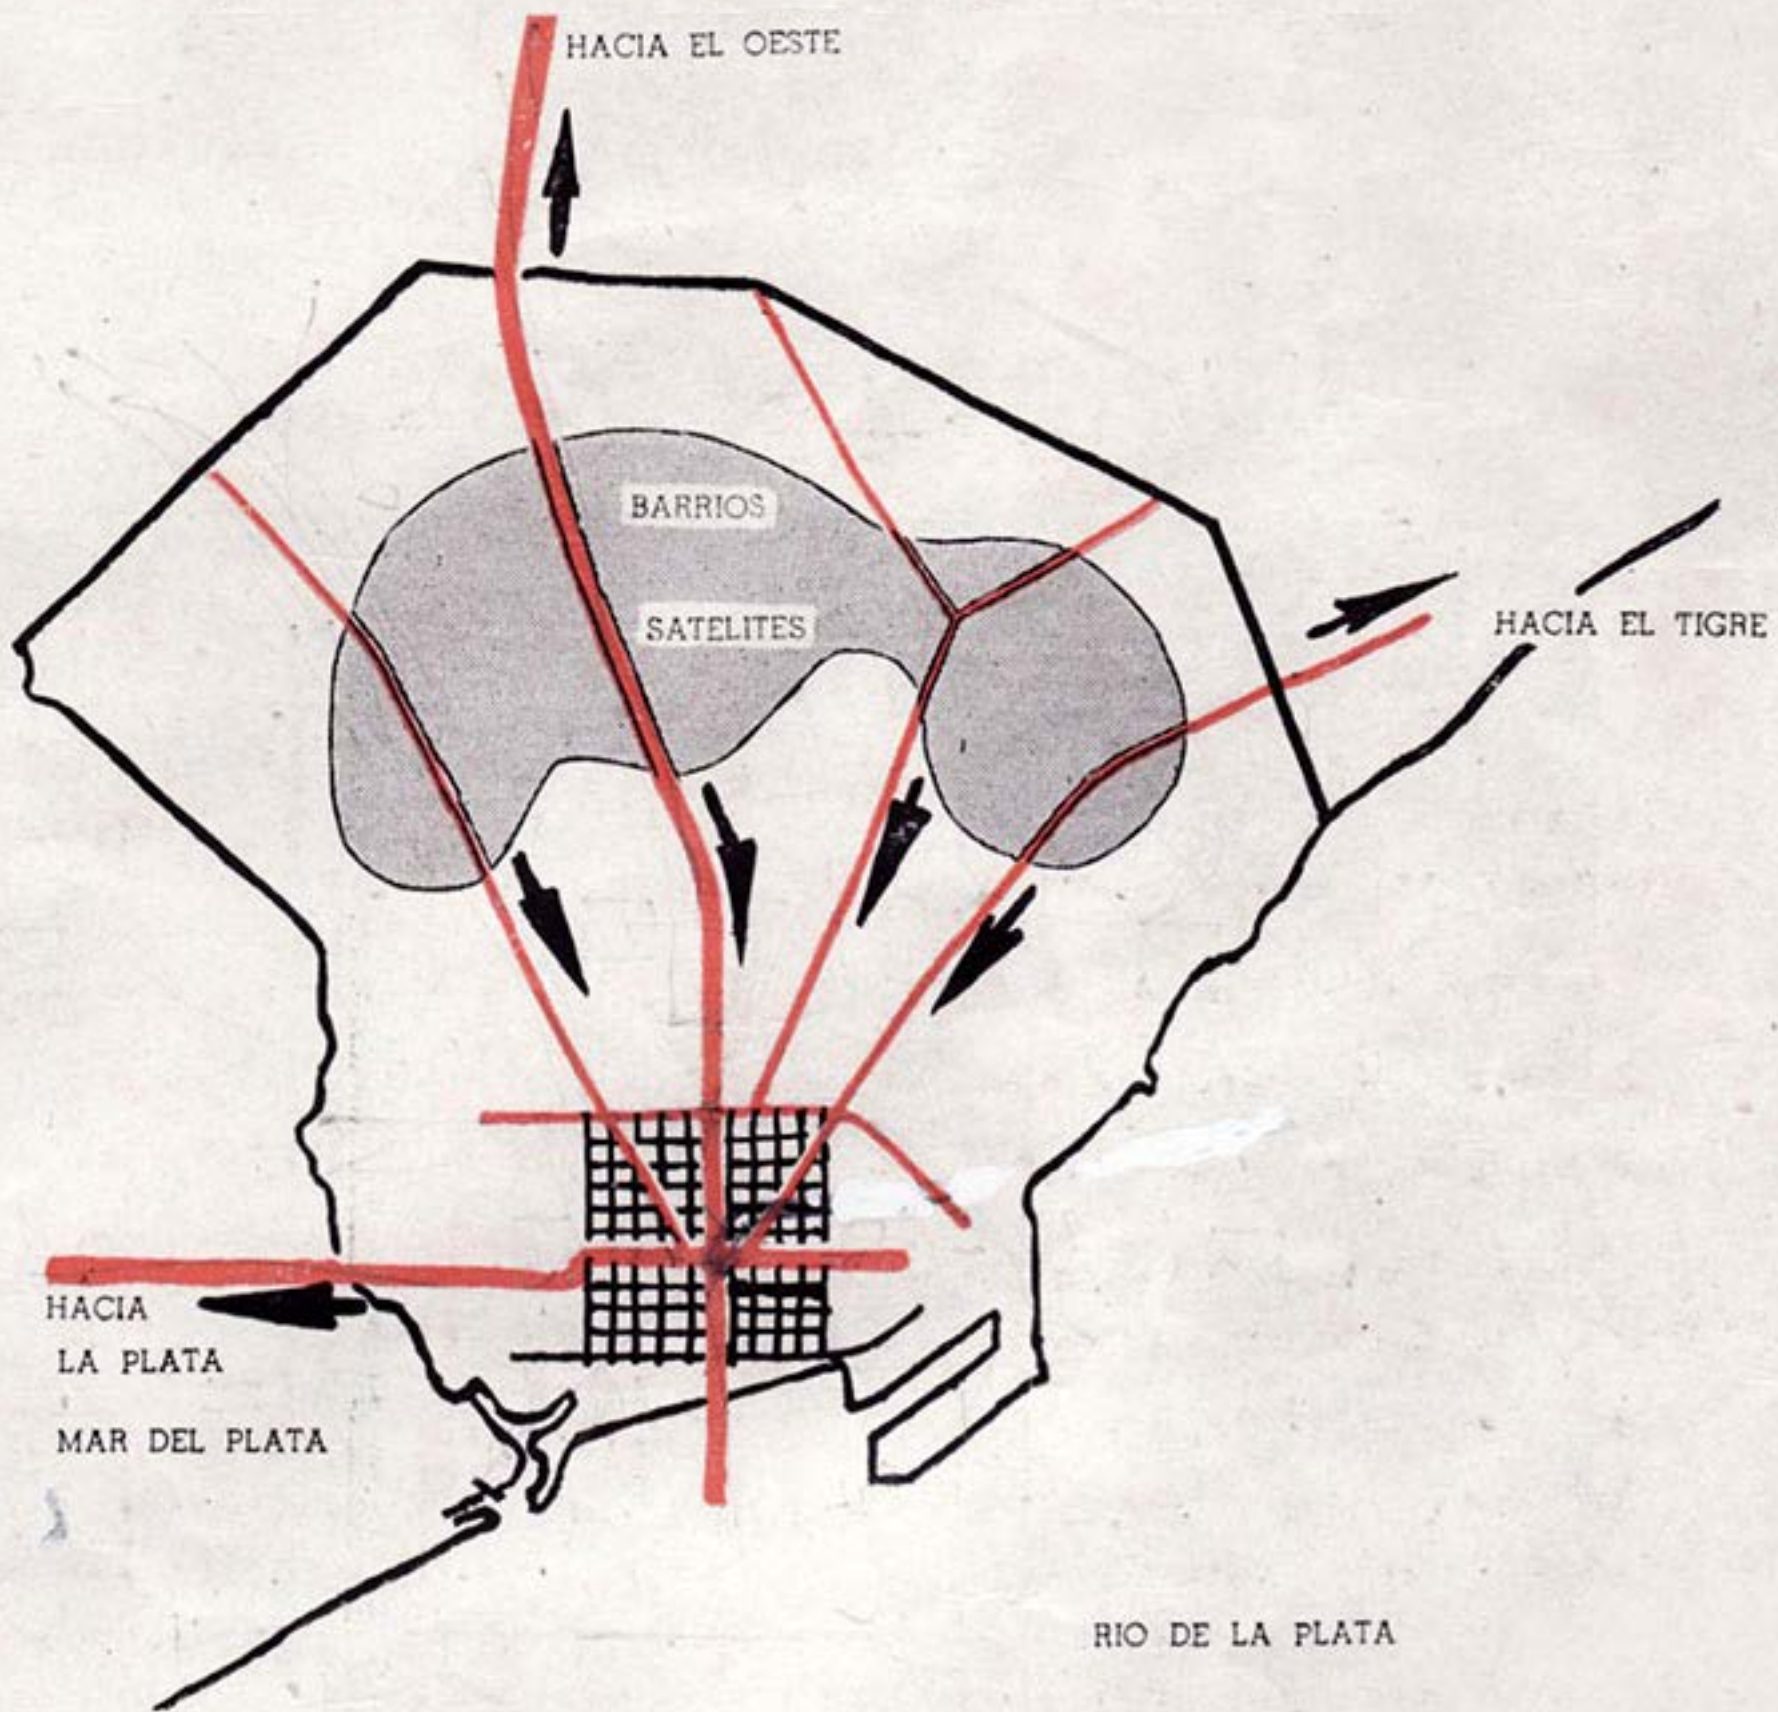 HACIA EL OESTE
BARRIOS
SATELITES
HACIA EL TIGRE
HACIA
LA PLATA
MAR DEL PLATA
RIO DE LA PLATA